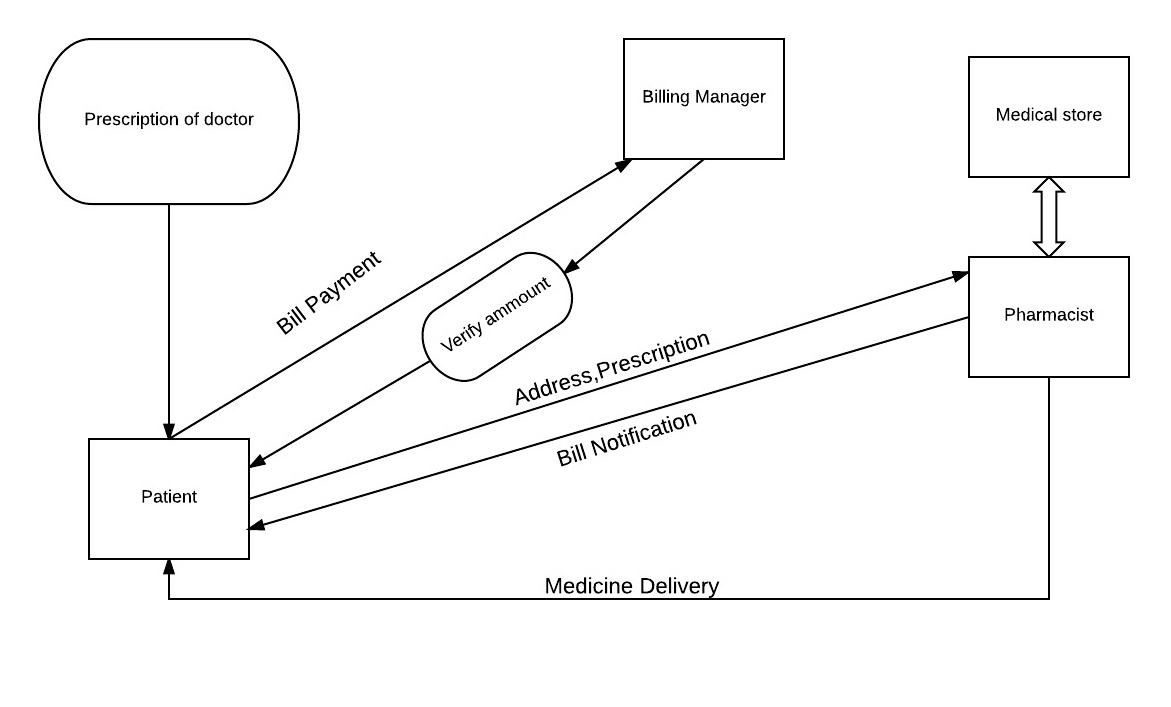 Prescription of doctor
Billing Manager
Medical store
Bill Payment
Verify ammount
Address,Prescription
Pharmacist
Bill Notification
Patient
Medicine Delivery